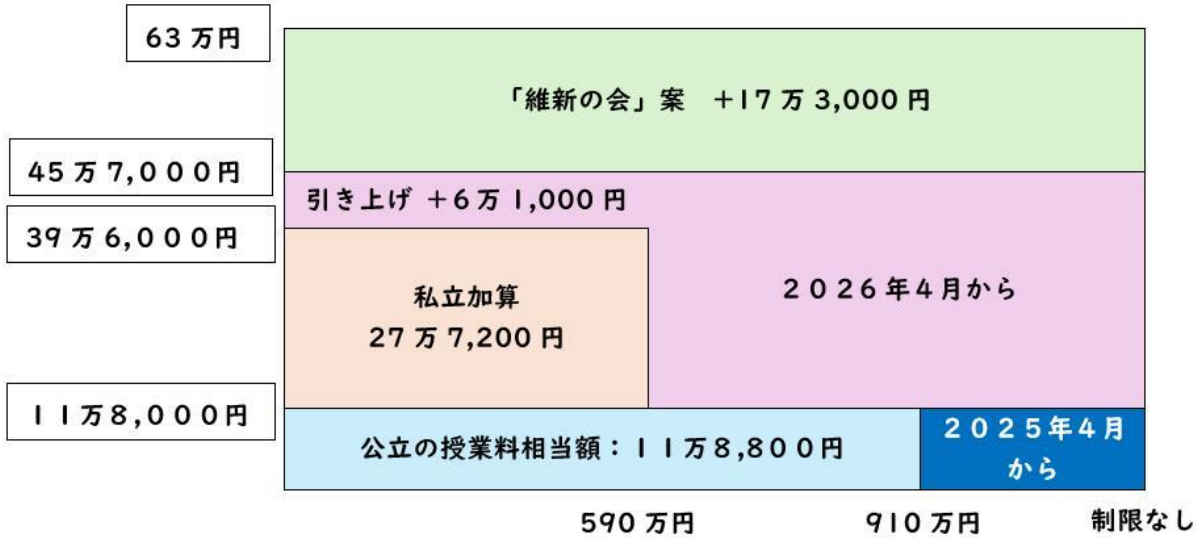 63万円
「維新の会」案　+17万3,000円
45万7,000円
引き上げ +6万1,000円
39万6,000円
私立加算
27万7,200円
2026年4月から
11万8,000円
公立の授業料相当額：11万8,800円
2025年4月
から
590万円
910万円
制限なし